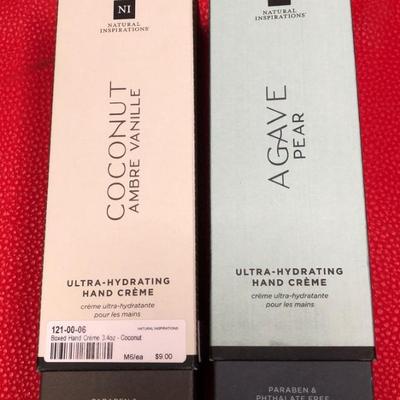 NI
NATURAL
INSPIRATIONS
COCONUT
AMBRE VANILLE
ULTRA-HYDRATING
HAND CRÈME
crème ultra-hydratante
pour les mains
121-00-06
NATURAL INSPIRATIONS
Boxed Hand Crème 3.4oz - Coconut
M6/ea $9.00
PARABEN &
NATURAL
INSPIRATIONS®
AGAVE
PEAR
ULTRA-HYDRATING
HAND CRÈME
crème ultra-hydratante
pour les mains
PARABEN &
PHTHALATE FREE